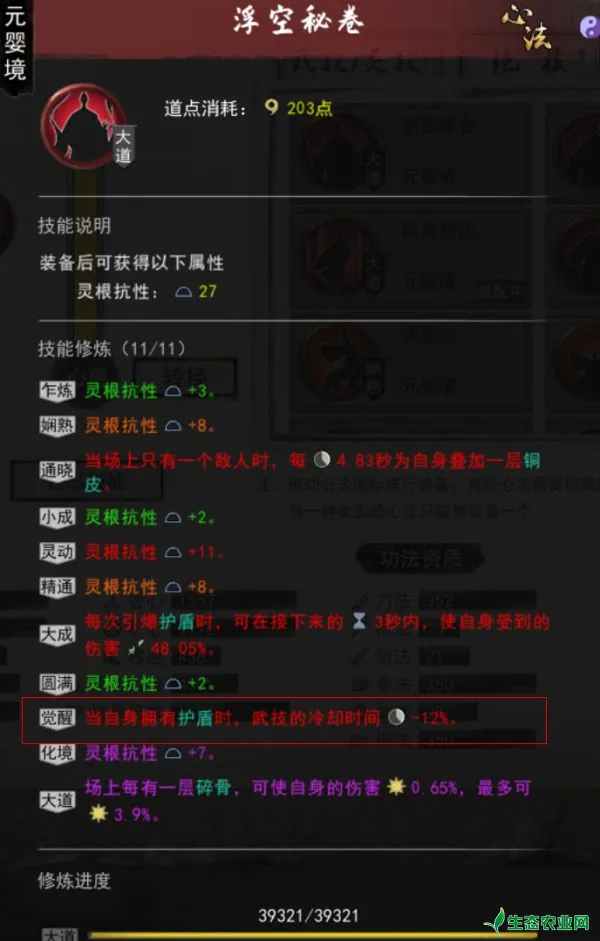 元婴境
浮空秘卷
心法
大道
道点消耗: 203点
技能说明
装备后可获得以下属性
灵根抗性: 27
技能修炼 (11/11)
乍炼 灵根抗性 +3。
娴熟 灵根抗性 +8。
通晓 当场上只有一个敌人时, 每 4.83秒为自身叠加一层铜
皮。
小成 灵根抗性 +2。
灵动 灵根抗性 +11。
精通 灵根抗性 +8。
大成 每次引爆护盾时, 可在接下来的 3秒内, 使自身受到的
伤害 48.05%。
圆满 灵根抗性 +2。
觉醒 当自身拥有护盾时, 武技的冷却时间 -12%.
化境 灵根抗性 +7。
大道 场上每有一层碎骨, 可使自身的伤害 0.65%, 最多可
3.9%。
修炼进度
39321/39321
大道
生态农业网